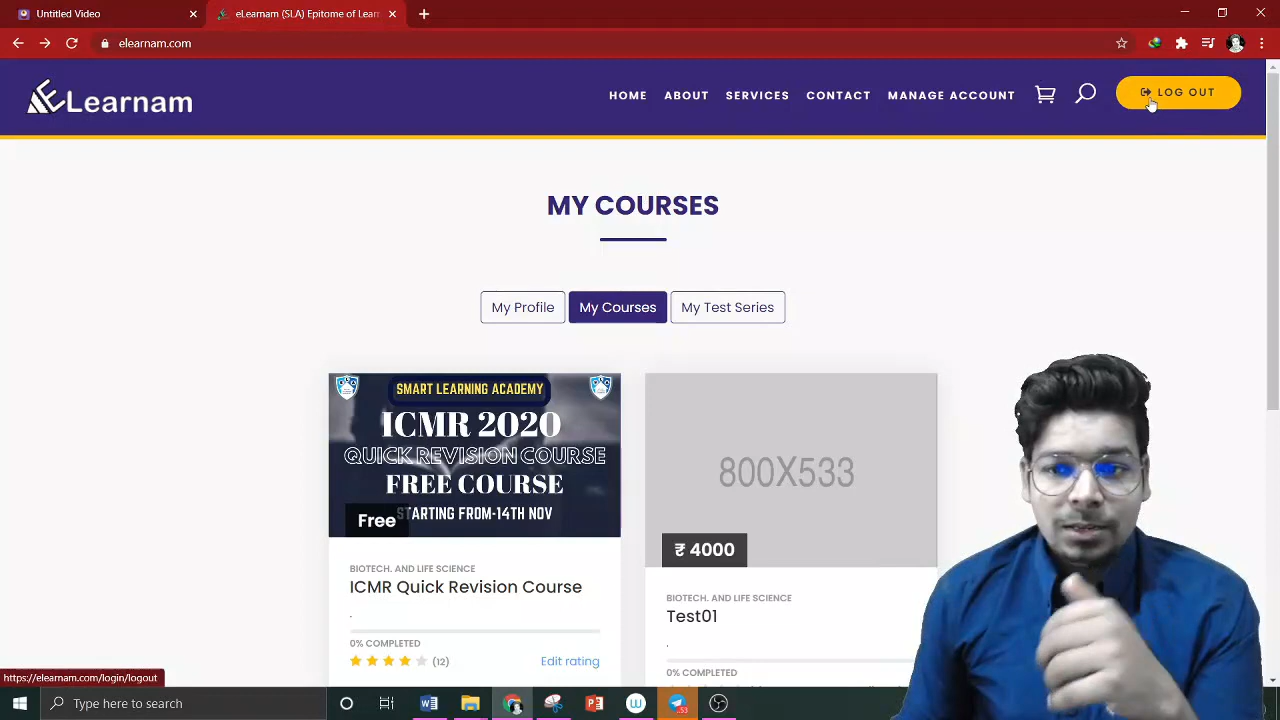 Untitled Video
eLearnam (SLA) Epitome of Lear
elearnam.com
ELearnam
HOME
ABOUT
SERVICES
CONTACT
MANAGE ACCOUNT
LOG OUT
MY COURSES
My Profile
My Courses
My Test Series
SMART LEARNING ACADEMY
ICMR 2020
QUICK REVISION COURSE
FREE COURSE
STARTING FROM-14TH NOV
Free
BIOTECH. AND LIFE SCIENCE
ICMR Quick Revision Course
.
0% COMPLETED
(12)
Edit rating
800X533
₹ 4000
BIOTECH. AND LIFE SCIENCE
Test01
.
0% COMPLETED
https://elearnam.com/login/logout
Type here to search